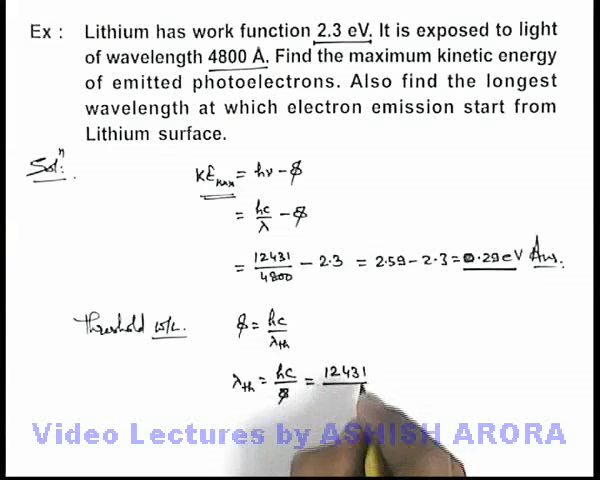 Ex : Lithium has work function 2.3 eV. It is exposed to light
of wavelength 4800 Å. Find the maximum kinetic energy
of emitted photoelectrons. Also find the longest
wavelength at which electron emission start from
Lithium surface.
Solⁿ:
KE_max = hν - φ
= hc/λ - φ
= 12431/4800 - 2.3 = 2.59 - 2.3 = 0.29 eV Ans.
Threshold w/L. φ = hc/λ_th
λ_th = hc/φ = 12431
Video Lectures by ASHISH ARORA